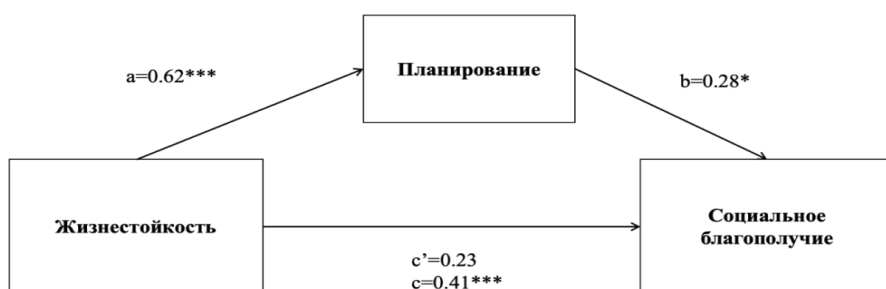 Планирование
a=0.62***
b=0.28*
Жизнестойкость
Социальное
благополучие
c’=0.23
c=0.41***